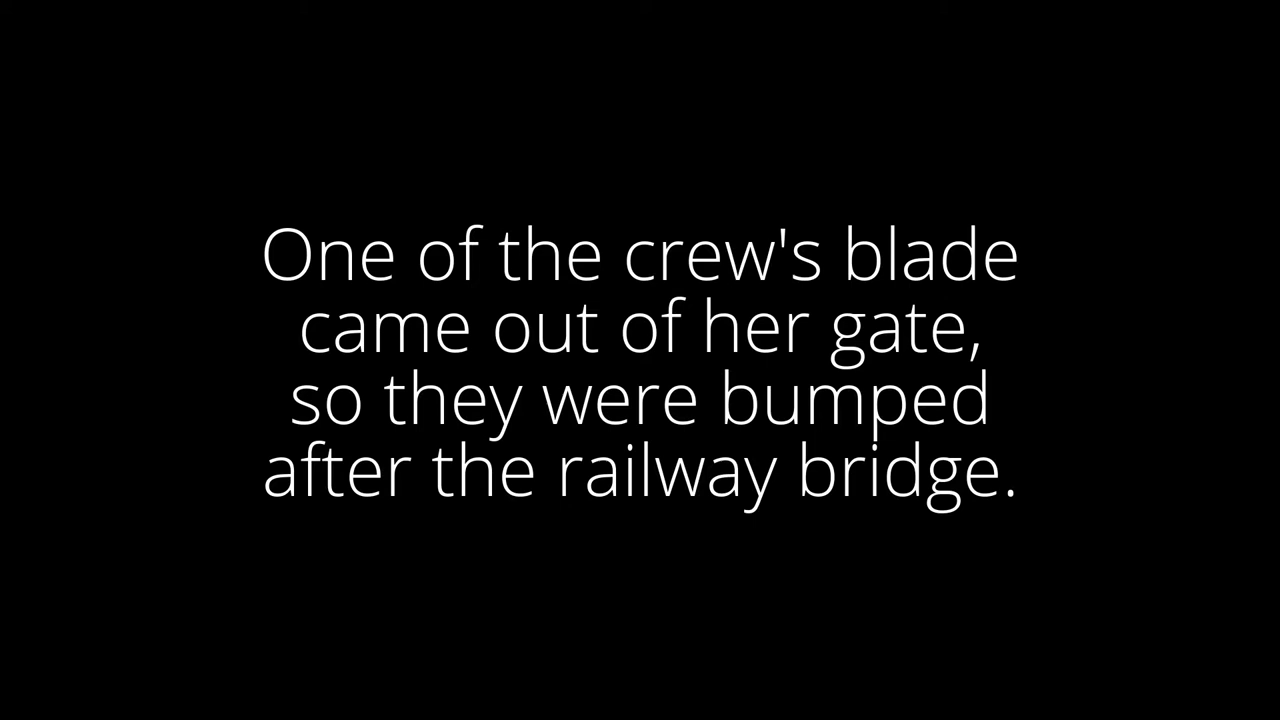 One of the crew's blade
came out of her gate,
so they were bumped
after the railway bridge.